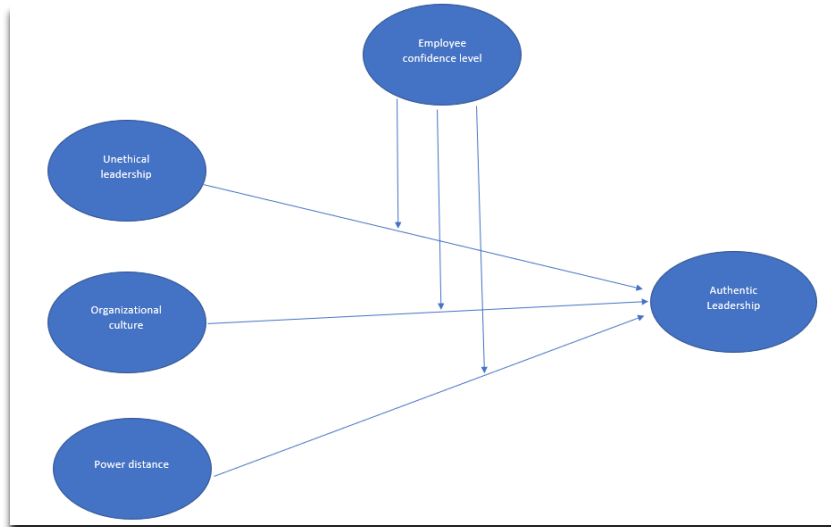 Employee
confidence level
Unethical
leadership
Organizational
culture
Authentic
Leadership
Power distance